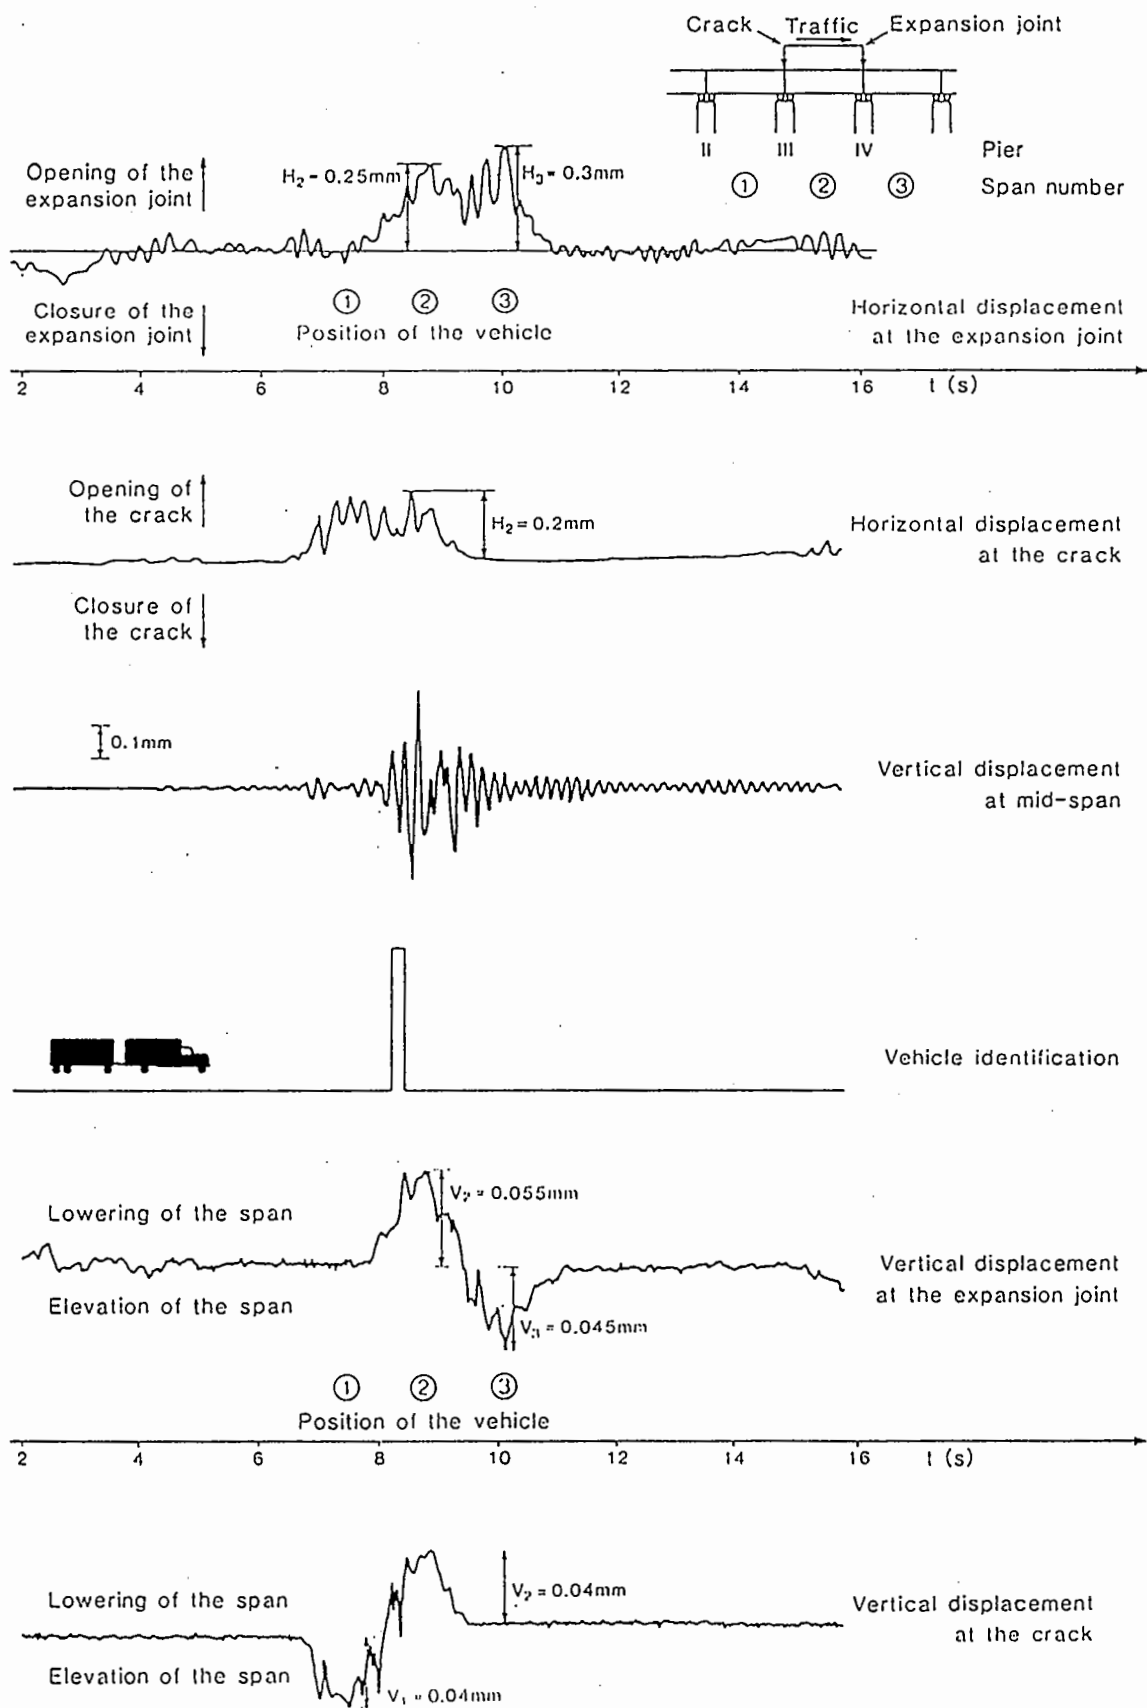 Crack Traffic Expansion joint
II III IV Pier
① ② ③ Span number
Opening of the
expansion joint
H₂ = 0.25mm
H₃ = 0.3mm
Closure of the
expansion joint
① ② ③
Position of the vehicle
Horizontal displacement
at the expansion joint
2 4 6 8 10 12 14 16 t (s)
Opening of
the crack
H₂ = 0.2mm
Horizontal displacement
at the crack
Closure of
the crack
0.1mm
Vertical displacement
at mid-span
Vehicle identification
Lowering of the span
V₂ = 0.055mm
Elevation of the span
V₃ = 0.045mm
Vertical displacement
at the expansion joint
① ② ③
Position of the vehicle
2 4 6 8 10 12 14 16 t (s)
Lowering of the span
V₂ = 0.04mm
Vertical displacement
at the crack
Elevation of the span
V₁ = 0.04mm